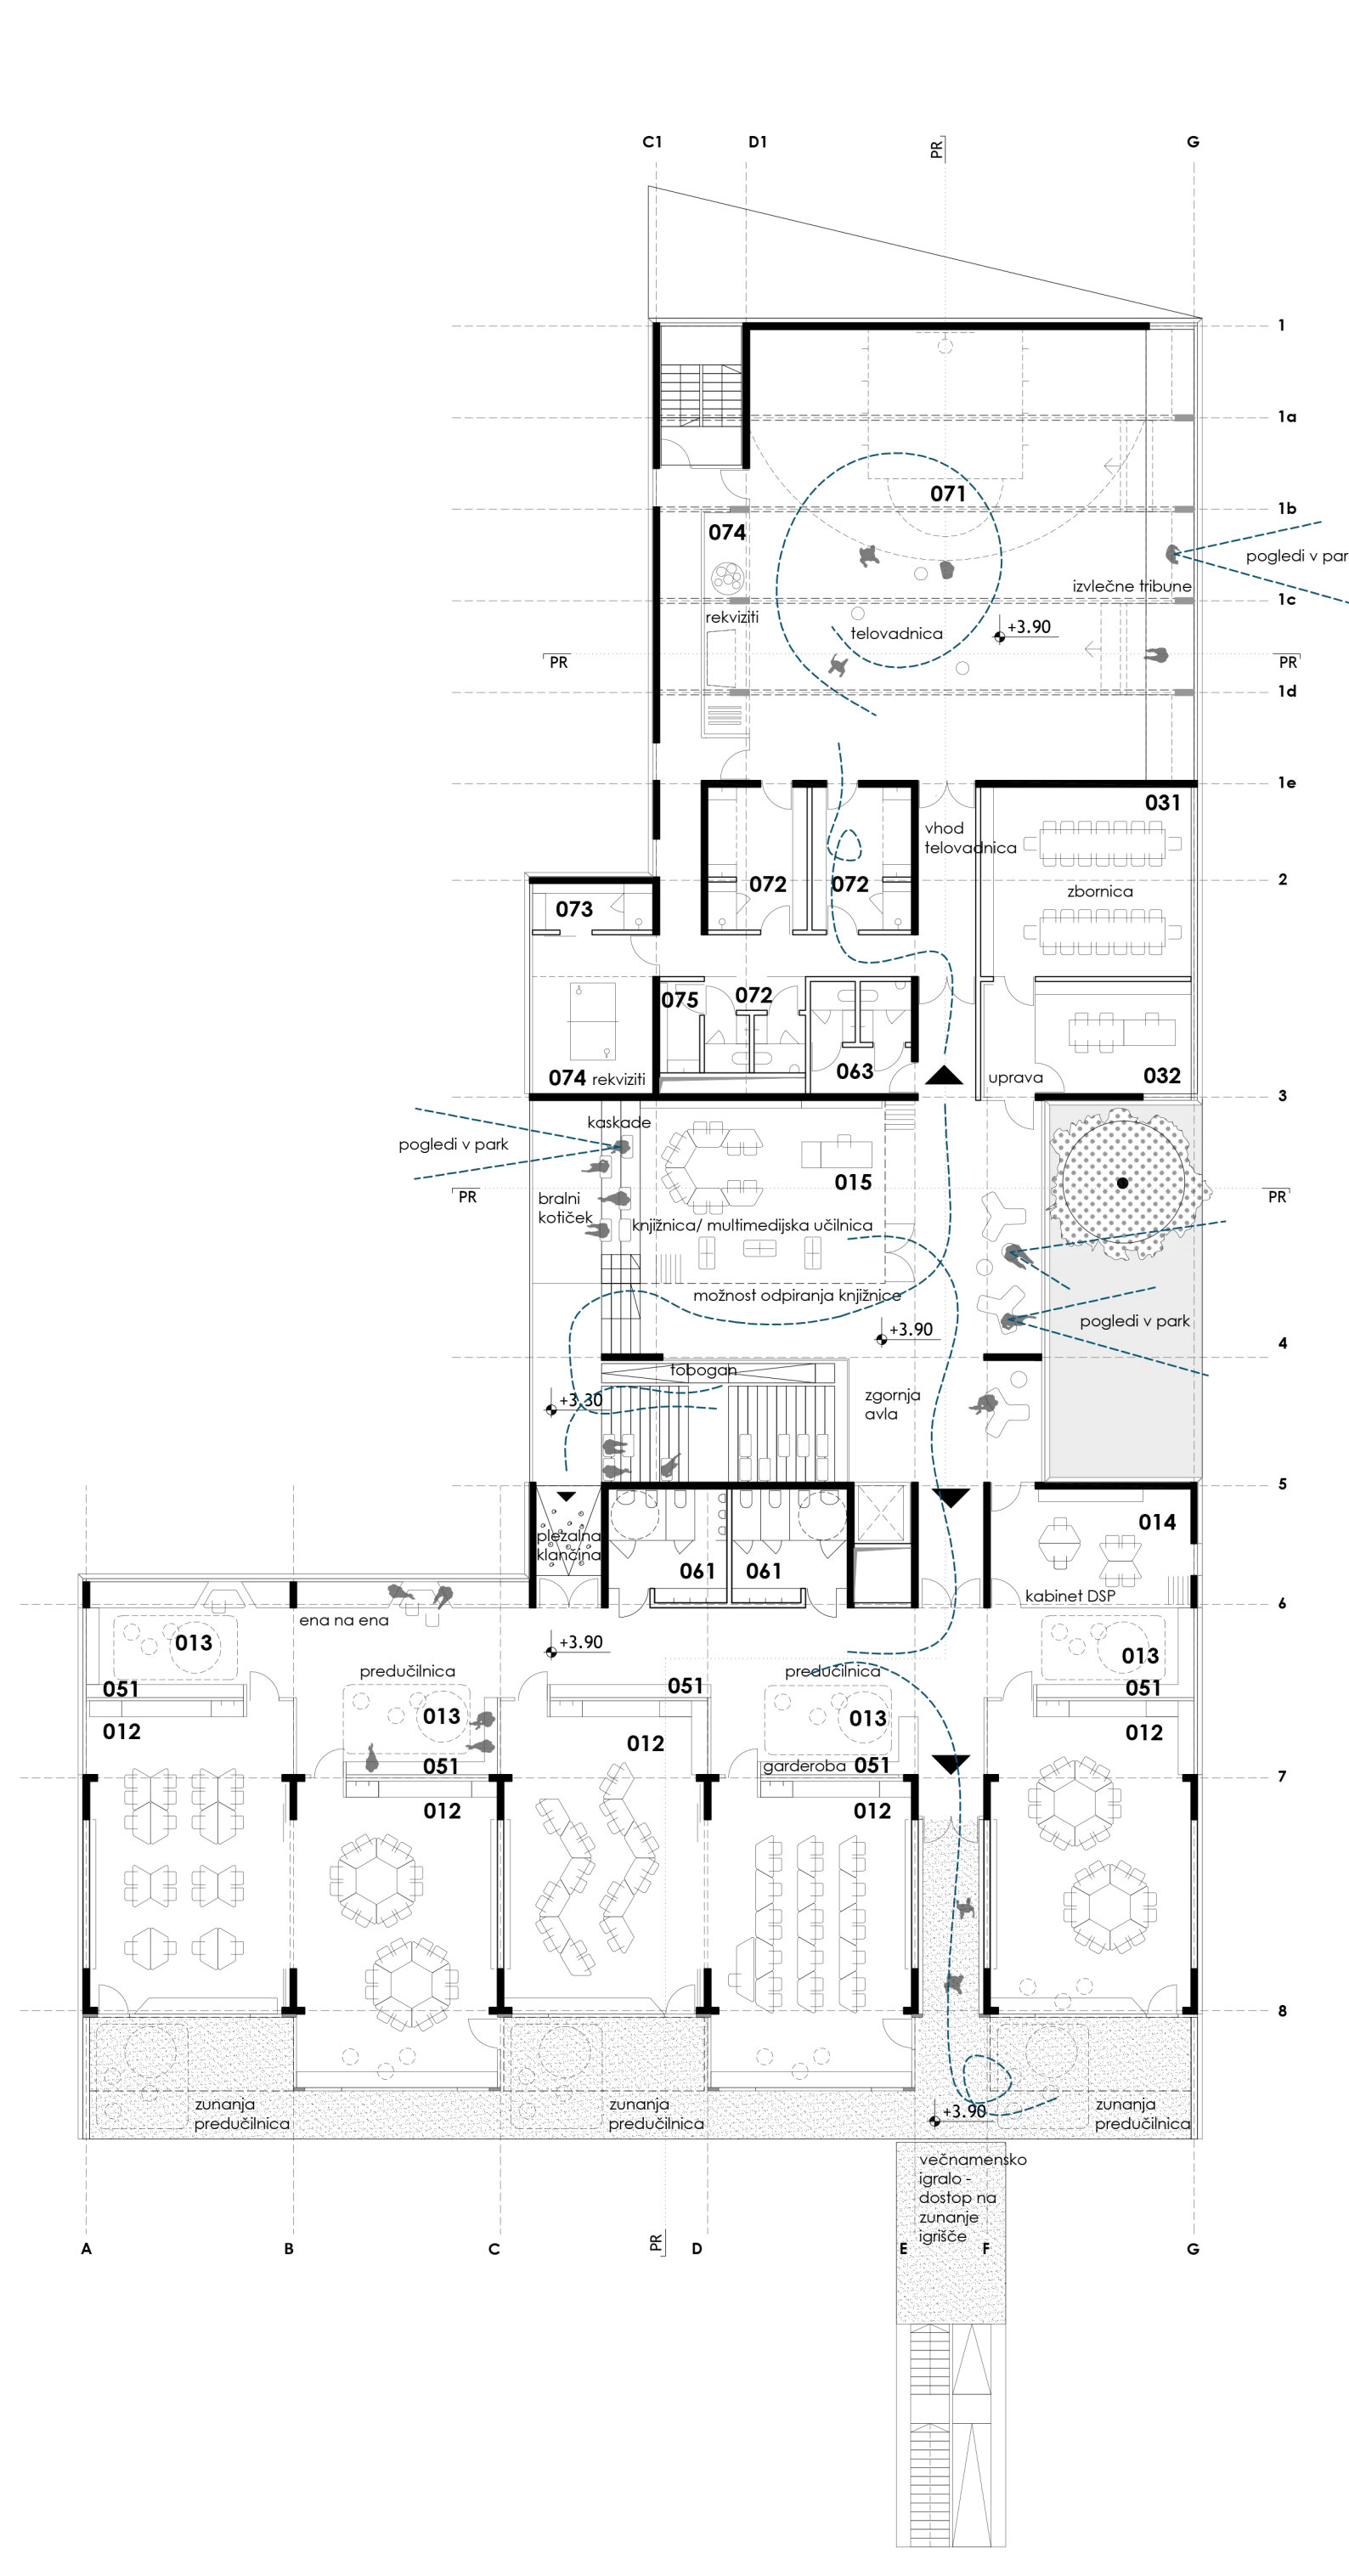 C1
D1
PR
G
1
1a
071
1b
074
pogledi v par
izvlečne tribune
1c
rekviziti
telovadnica
+3.90
PR
PR
1d
1e
031
vhod
telovadnica
072
072
2
zbornica
073
075
072
074 rekviziti
063
uprava
032
3
kaskade
pogledi v park
015
bralni
kotiček
PR
PR
knjižnica/ multimedijska učilnica
možnost odpiranja knjižnice
+3.90
pogledi v park
4
tobogan
+3.30
zgornja
avla
5
014
plezalna
klančina
061
061
kabinet DSP
6
ena na ena
013
+3.90
predučilnica
predučilnica
013
051
051
051
012
013
012
013
012
051
garderoba
051
7
012
012
8
zunanja
predučilnica
zunanja
predučilnica
+3.90
zunanja
predučilnica
večnamensko
igralo -
dostop na
zunanje
igrišče
A
B
C
PR
D
E
F
G